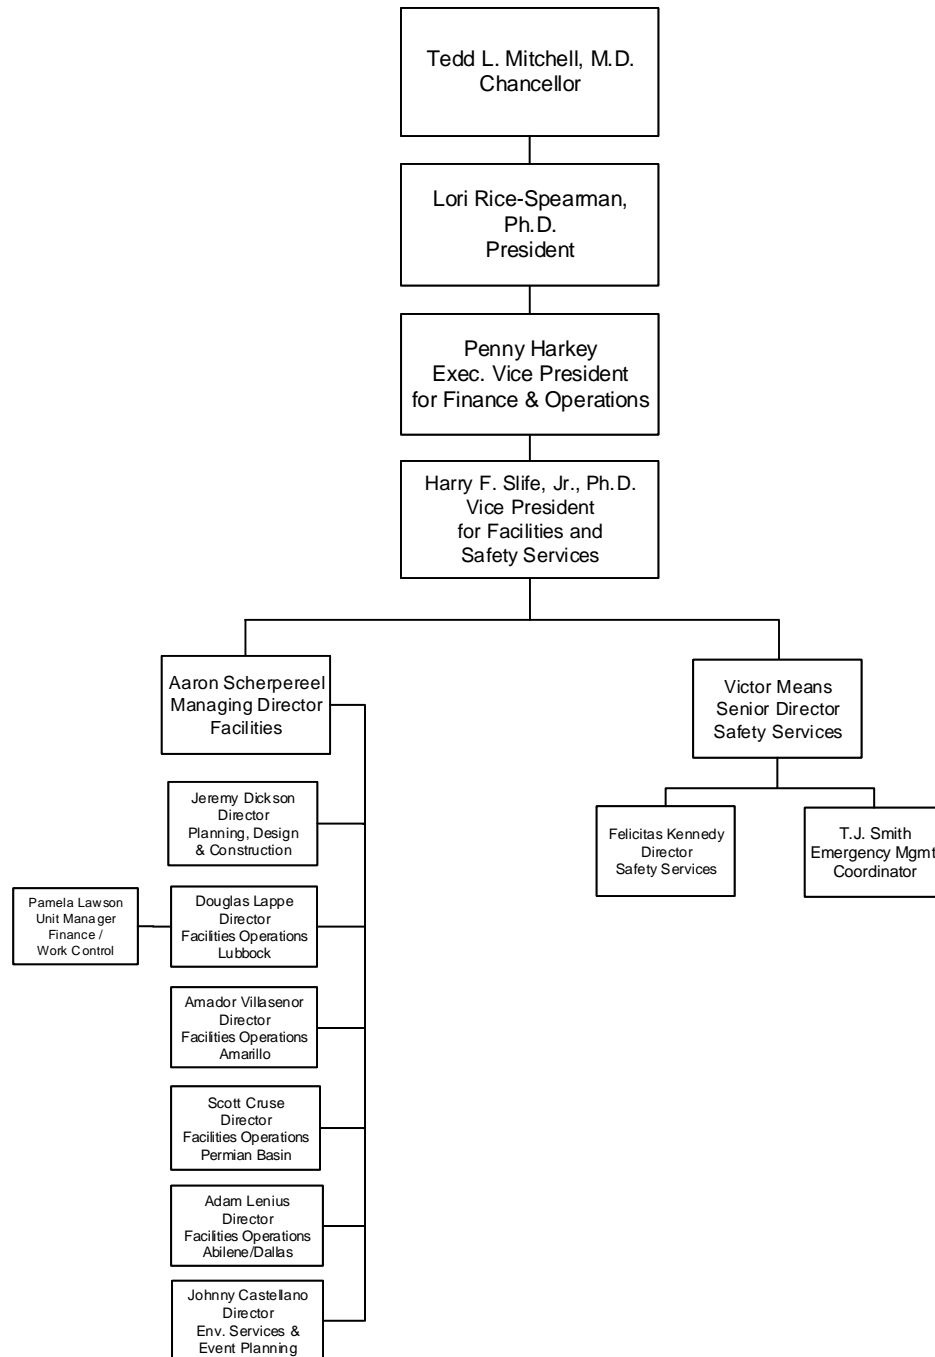 Tedd L. Mitchell, M.D.
Chancellor
Lori Rice-Spearman,
Ph.D.
President
Penny Harkey
Exec. Vice President
for Finance & Operations
Harry F. Slife, Jr., Ph.D.
Vice President
for Facilities and
Safety Services
Aaron Scherpereel
Managing Director
Facilities
Jeremy Dickson
Director
Planning, Design
& Construction
Pamela Lawson
Unit Manager
Finance /
Work Control
Douglas Lappe
Director
Facilities Operations
Lubbock
Amador Villasenor
Director
Facilities Operations
Amarillo
Scott Cruse
Director
Facilities Operations
Permian Basin
Adam Lenius
Director
Facilities Operations
Abilene/Dallas
Johnny Castellano
Director
Env. Services &
Event Planning
Victor Means
Senior Director
Safety Services
Felicitas Kennedy
Director
Safety Services
T.J. Smith
Emergency Mgmt
Coordinator